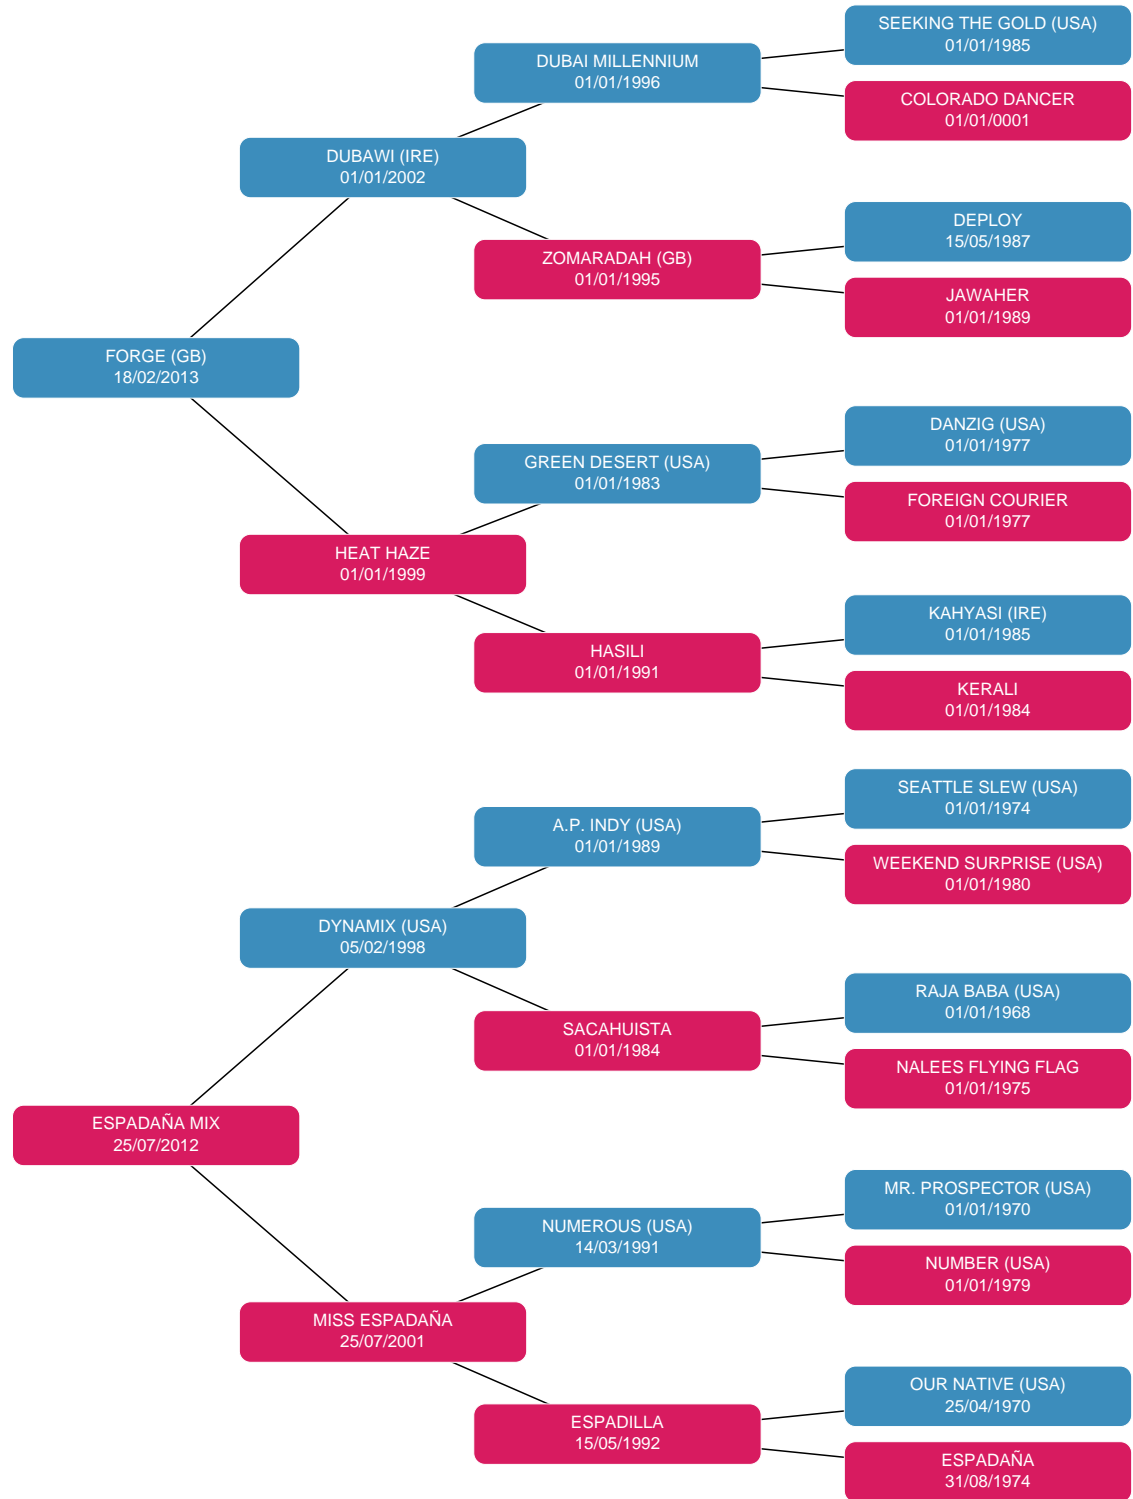 SEEKING THE GOLD (USA)
01/01/1985
DUBAI MILLENNIUM
01/01/1996
COLORADO DANCER
01/01/0001
DUBAWI (IRE)
01/01/2002
DEPLOY
15/05/1987
ZOMARADAH (GB)
01/01/1995
JAWAHER
01/01/1989
FORGE (GB)
18/02/2013
DANZIG (USA)
01/01/1977
GREEN DESERT (USA)
01/01/1983
FOREIGN COURIER
01/01/1977
HEAT HAZE
01/01/1999
KAHYASI (IRE)
01/01/1985
HASILI
01/01/1991
KERALI
01/01/1984
SEATTLE SLEW (USA)
01/01/1974
A.P. INDY (USA)
01/01/1989
WEEKEND SURPRISE (USA)
01/01/1980
DYNAMIX (USA)
05/02/1998
RAJA BABA (USA)
01/01/1968
SACAHUISTA
01/01/1984
NALEES FLYING FLAG
01/01/1975
ESPADAÑA MIX
25/07/2012
MR. PROSPECTOR (USA)
01/01/1970
NUMEROUS (USA)
14/03/1991
NUMBER (USA)
01/01/1979
MISS ESPADAÑA
25/07/2001
OUR NATIVE (USA)
25/04/1970
ESPADILLA
15/05/1992
ESPADAÑA
31/08/1974